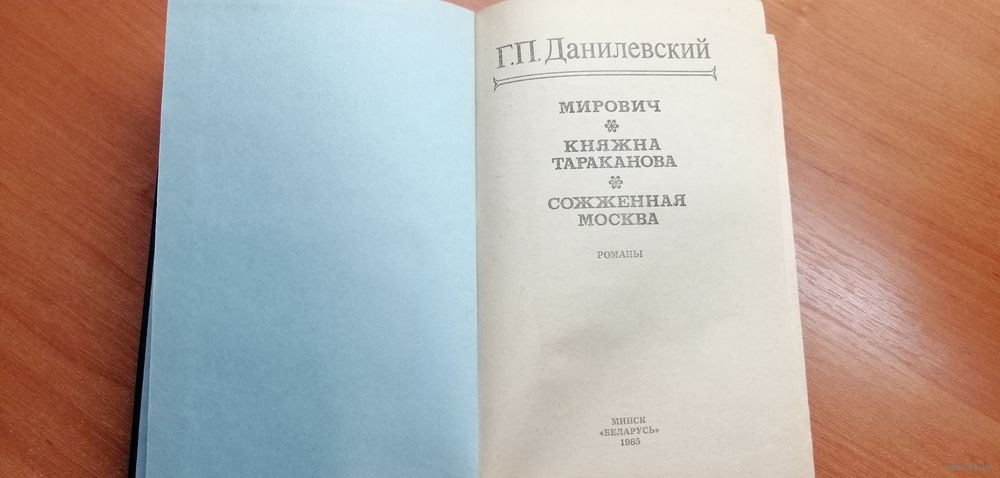 Г.П. Данилевский
МИРОВИЧ
КНЯЖНА
ТАРАКАНОВА
СОЖЖЕННАЯ
МОСКВА
РОМАНЫ
МИНСК
«БЕЛАРУСЬ»
1985